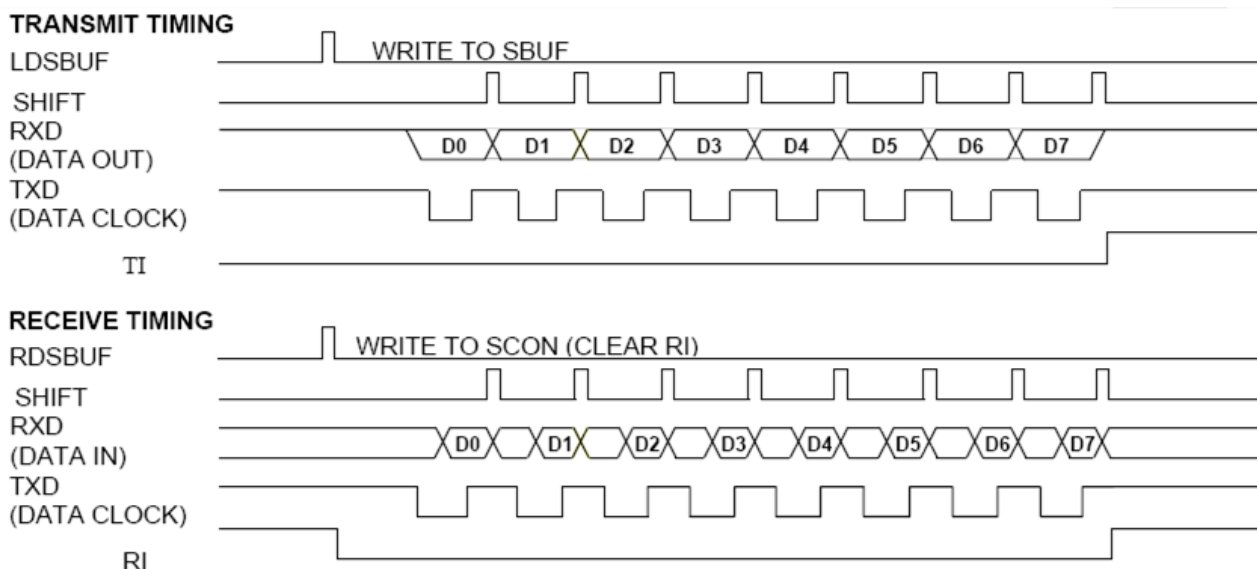 TRANSMIT TIMING
LDSBUF
WRITE TO SBUF
SHIFT
RXD
(DATA OUT)
D0 D1 D2 D3 D4 D5 D6 D7
TXD
(DATA CLOCK)
TI
RECEIVE TIMING
RDSBUF
WRITE TO SCON (CLEAR RI)
SHIFT
RXD
(DATA IN)
D0 D1 D2 D3 D4 D5 D6 D7
TXD
(DATA CLOCK)
RI